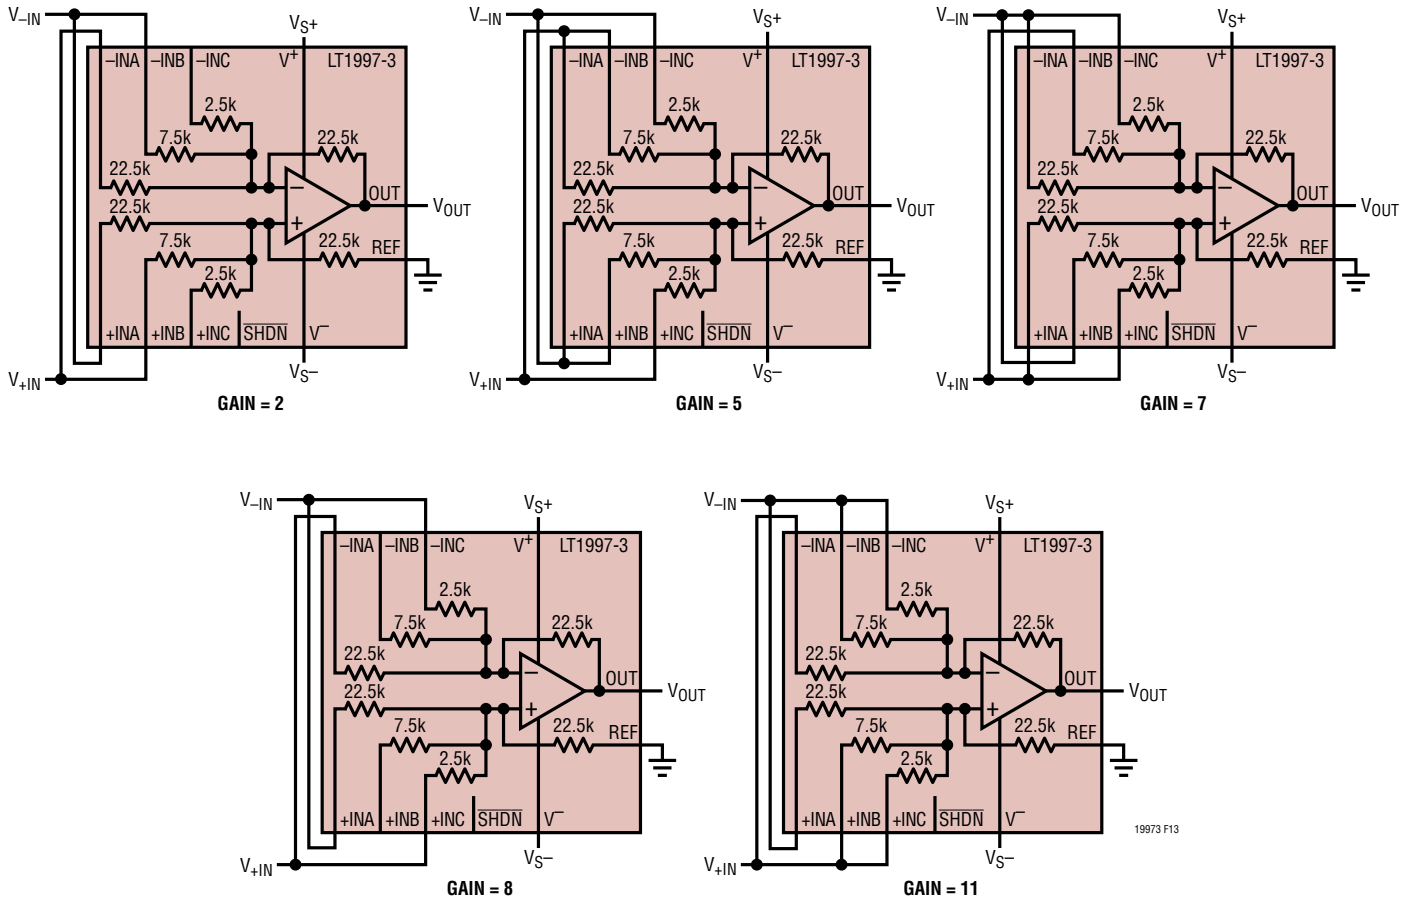 V–IN
VS+
–INA –INB –INC V+ LT1997-3
2.5k
7.5k
22.5k
22.5k
22.5k
–
OUT
VOUT
+
7.5k
22.5k
REF
2.5k
+INA +INB +INC SHDN V–
V+IN
VS–
GAIN = 2
V–IN
VS+
–INA –INB –INC V+ LT1997-3
2.5k
7.5k
22.5k
22.5k
22.5k
–
OUT
VOUT
+
7.5k
22.5k
REF
2.5k
+INA +INB +INC SHDN V–
V+IN
VS–
GAIN = 5
V–IN
VS+
–INA –INB –INC V+ LT1997-3
2.5k
7.5k
22.5k
22.5k
22.5k
–
OUT
VOUT
+
7.5k
22.5k
REF
2.5k
+INA +INB +INC SHDN V–
V+IN
VS–
GAIN = 7
V–IN
VS+
–INA –INB –INC V+ LT1997-3
2.5k
7.5k
22.5k
22.5k
22.5k
–
OUT
VOUT
+
7.5k
22.5k
REF
2.5k
+INA +INB +INC SHDN V–
V+IN
VS–
GAIN = 8
V–IN
VS+
–INA –INB –INC V+ LT1997-3
2.5k
7.5k
22.5k
22.5k
22.5k
–
OUT
VOUT
+
7.5k
22.5k
REF
2.5k
+INA +INB +INC SHDN V–
V+IN
VS–
GAIN = 11
19973 F13